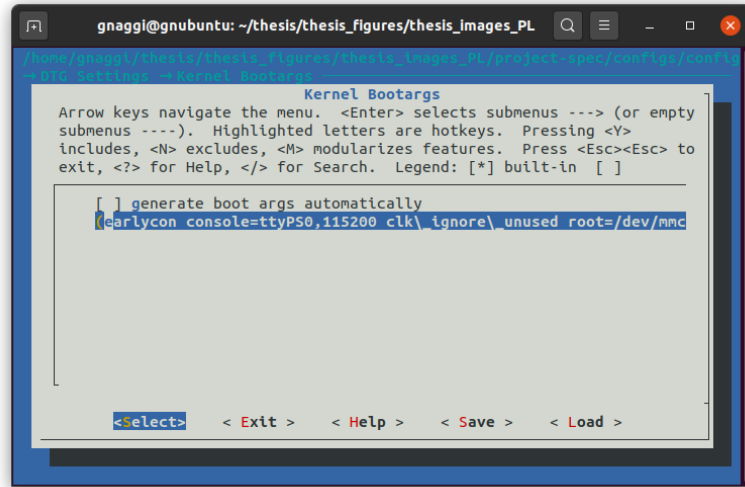 gnaggi@gnubuntu: ~/thesis/thesis_figures/thesis_images_PL
/home/gnaggi/thesis/thesis_figures/thesis_images_PL/project-spec/configs/config
→ DTG Settings → Kernel Bootargs
Kernel Bootargs
Arrow keys navigate the menu.  <Enter> selects submenus ---> (or empty
submenus ----).  Highlighted letters are hotkeys.  Pressing <Y>
includes, <N> excludes, <M> modularizes features.  Press <Esc><Esc> to
exit, <?> for Help, </> for Search.  Legend: [*] built-in  [ ]
[ ] generate boot args automatically
(earlycon console=ttyPS0,115200 clk\_ignore\_unused root=/dev/mmc
<Select>    < Exit >    < Help >    < Save >    < Load >